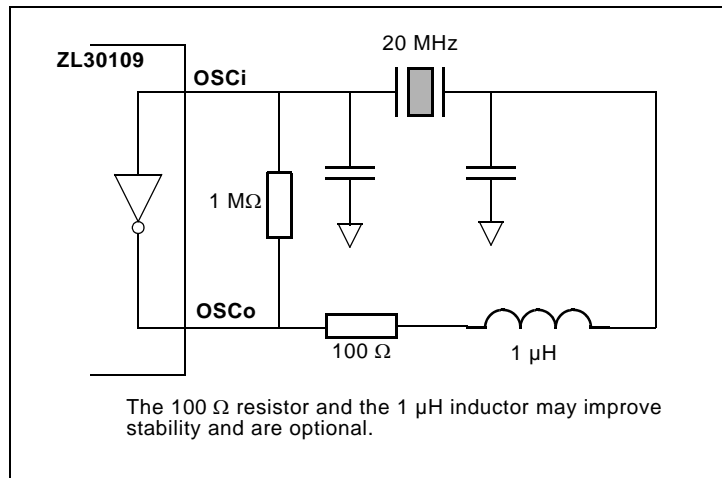 20 MHz
ZL30109
OSCi
1 MΩ
OSCo
100 Ω
1 µH
The 100 Ω resistor and the 1 µH inductor may improve
stability and are optional.